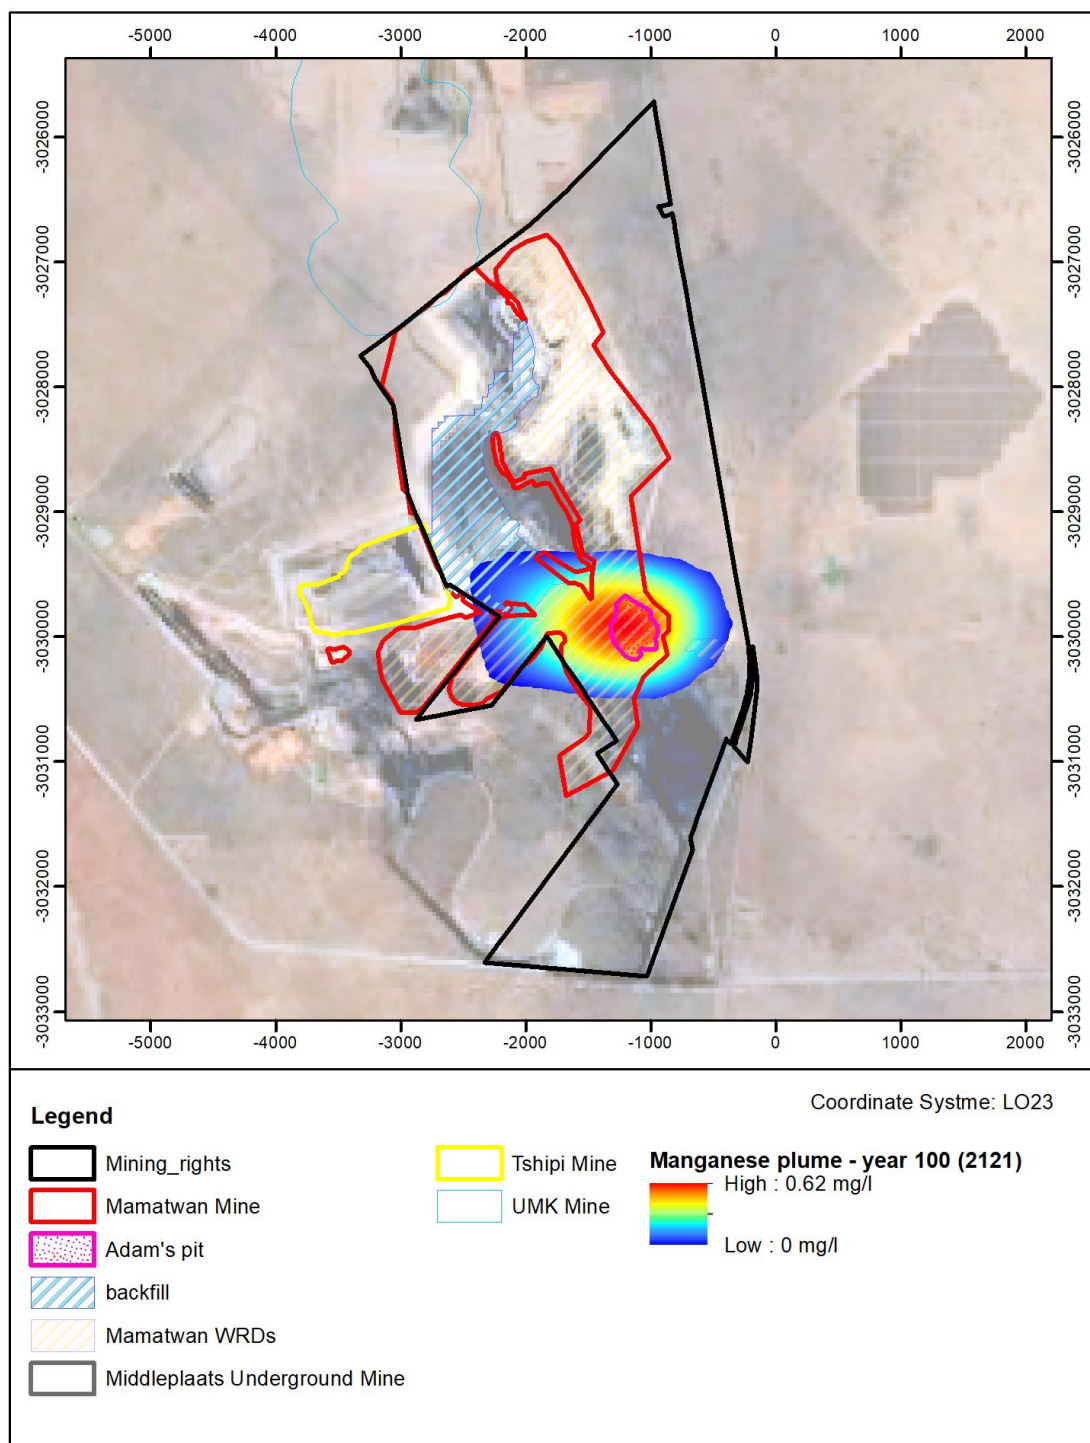 -5000 -4000 -3000 -2000 -1000 0 1000 2000
-3026000 -3026000
-3027000 -3027000
-3028000 -3028000
-3029000 -3029000
-3030000 -3030000
-3031000 -3031000
-3032000 -3032000
-3033000 -3033000
-5000 -4000 -3000 -2000 -1000 0 1000 2000
Coordinate Systme: LO23
Legend
Mining_rights
Mamatwan Mine
Adam's pit
backfill
Mamatwan WRDs
Middleplaats Underground Mine
Tshipi Mine
UMK Mine
Manganese plume - year 100 (2121)
High : 0.62 mg/l
Low : 0 mg/l